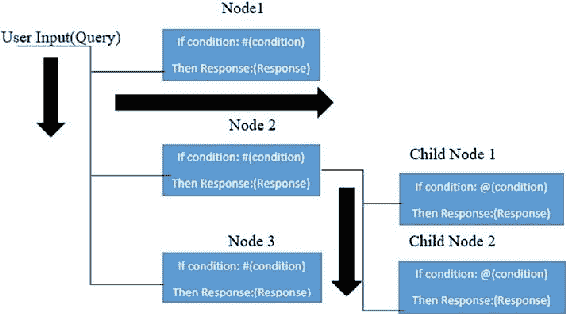 Node1
User Input(Query)
If condition: #(condition)
Then Response:(Response)
Node 2
If condition: #(condition)
Then Response:(Response)
Child Node 1
If condition: @(condition)
Then Response:(Response)
Node 3
If condition: #(condition)
Then Response:(Response)
Child Node 2
If condition: @(condition)
Then Response:(Response)